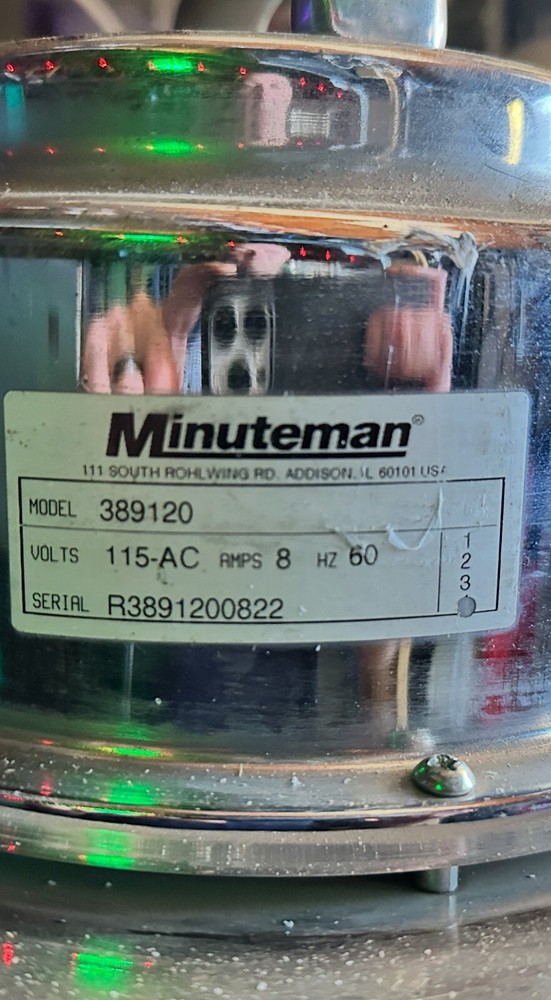 Minuteman®
111 SOUTH ROHLWING RD. ADDISON, IL 60101 USA
MODEL 389120
VOLTS 115-AC AMPS 8 HZ 60
1
2
3
SERIAL R3891200822